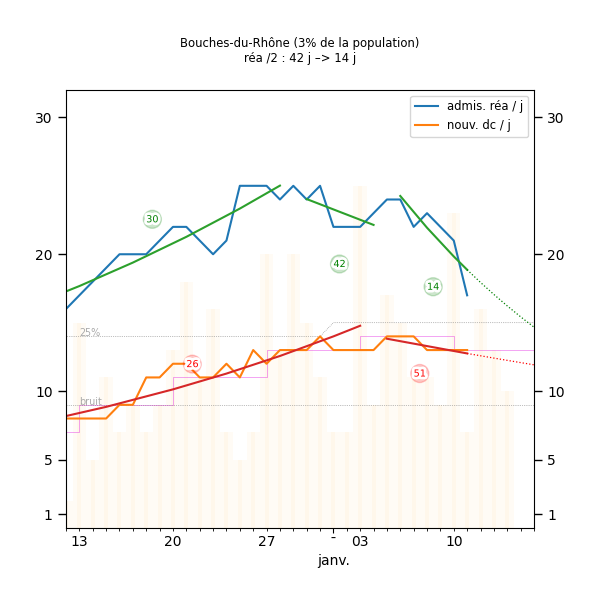 Bouches-du-Rhône (3% de la population)
réa /2 : 42 j –> 14 j
admis. réa / j
nouv. dc / j
30 30
20 20
10 10
5 5
1 1
30
42
14
25%
26
51
bruit
13 20 27 - 03 10
janv.